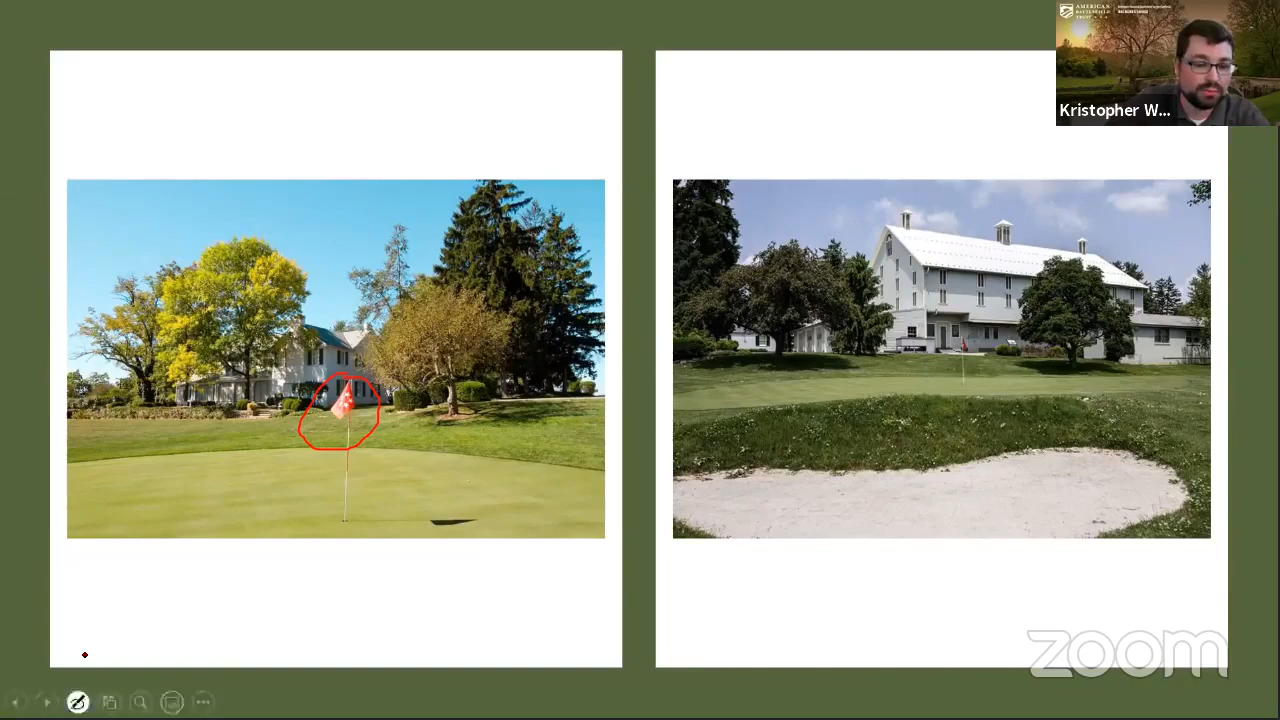 AMERICAN
BATTLEFIELD
TRUST
Kristopher W...
zoom